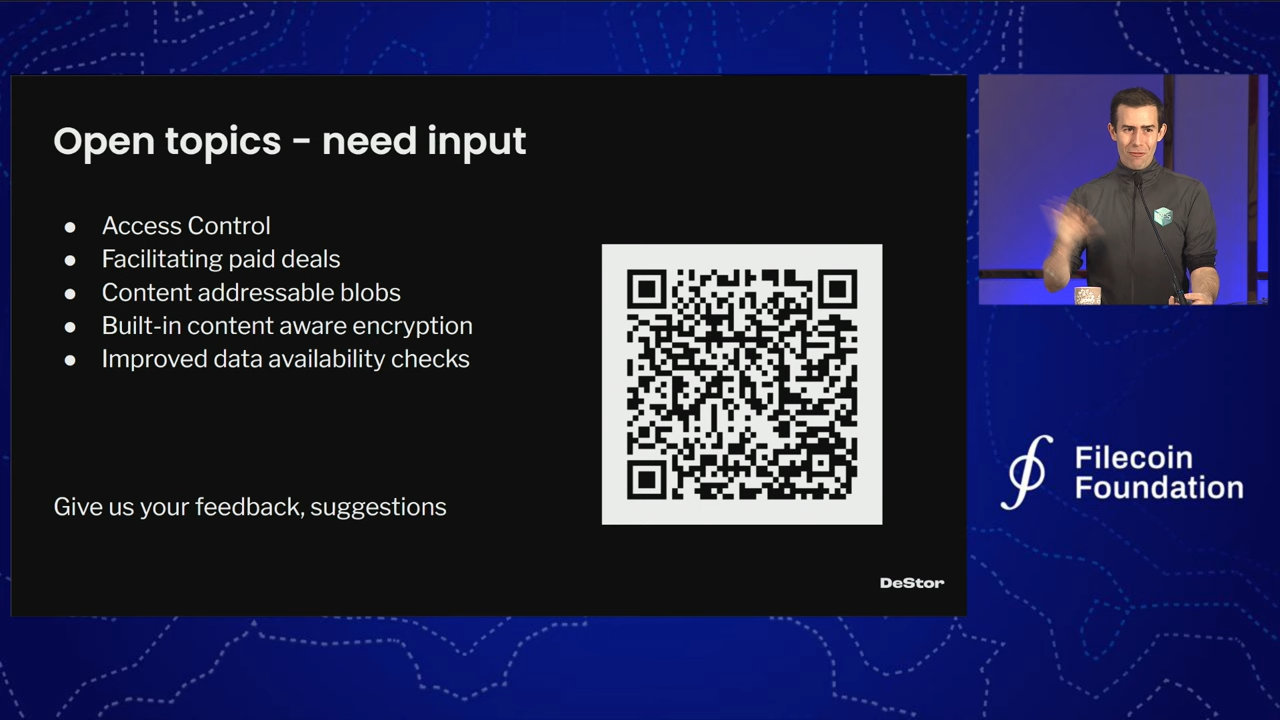 Open topics - need input
● Access Control
● Facilitating paid deals
● Content addressable blobs
● Built-in content aware encryption
● Improved data availability checks
Give us your feedback, suggestions
DeStor
Filecoin
Foundation